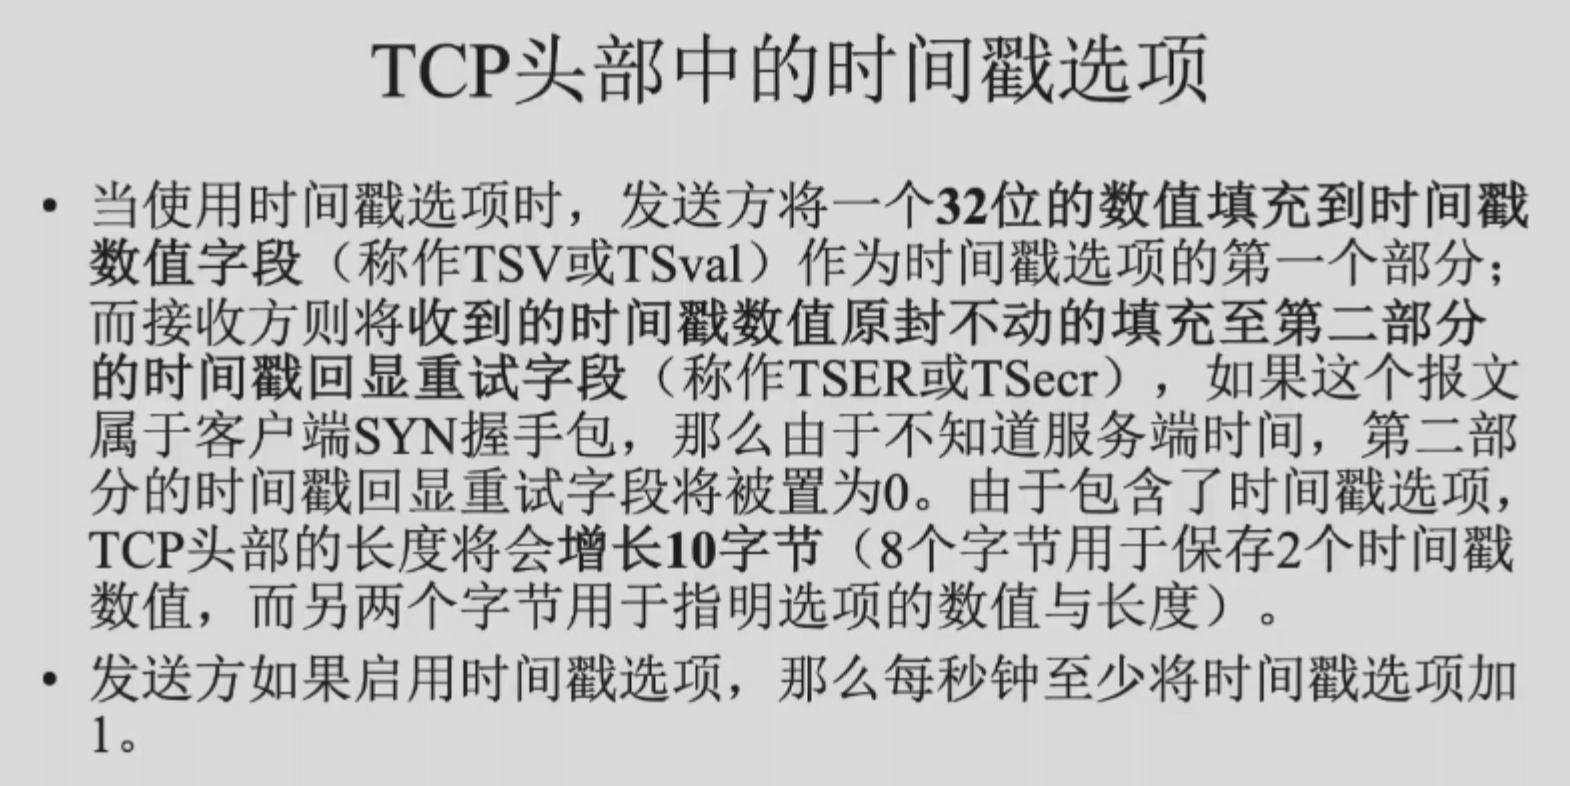 TCP头部中的时间戳选项
• 当使用时间戳选项时，发送方将一个32位的数值填充到时间戳
数值字段（称作TSV或TSval）作为时间戳选项的第一个部分；
而接收方则将收到的时间戳数值原封不动的填充至第二部分
的时间戳回显重试字段（称作TSER或TSecr），如果这个报文
属于客户端SYN握手包，那么由于不知道服务端时间，第二部
分的时间戳回显重试字段将被置为0。由于包含了时间戳选项，
TCP头部的长度将会增长10字节（8个字节用于保存2个时间戳
数值，而另两个字节用于指明选项的数值与长度）。
• 发送方如果启用时间戳选项，那么每秒钟至少将时间戳选项加
1。